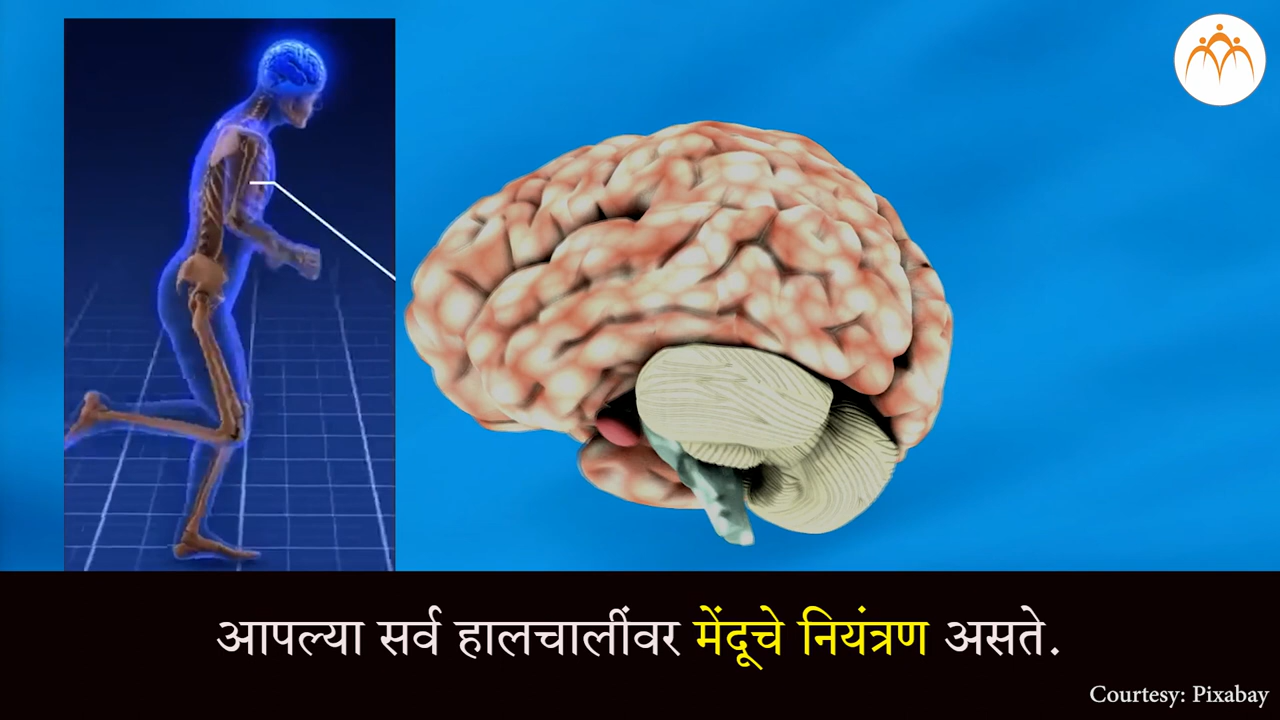 आपल्या सर्व हालचालींवर मेंदूचे नियंत्रण असते.
Courtesy: Pixabay